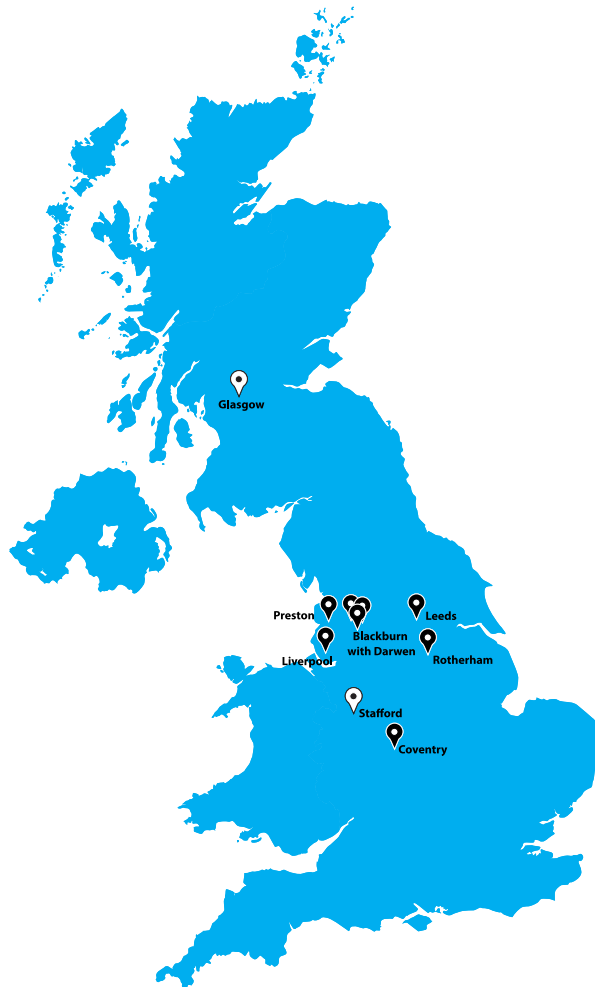 Glasgow
Preston
Leeds
Blackburn
with Darwen
Liverpool
Rotherham
Stafford
Coventry